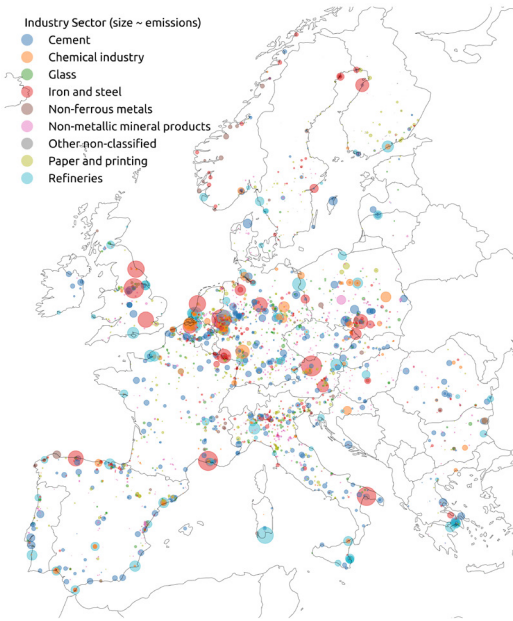 Industry Sector (size ~ emissions)
Cement
Chemical industry
Glass
Iron and steel
Non-ferrous metals
Non-metallic mineral products
Other non-classified
Paper and printing
Refineries